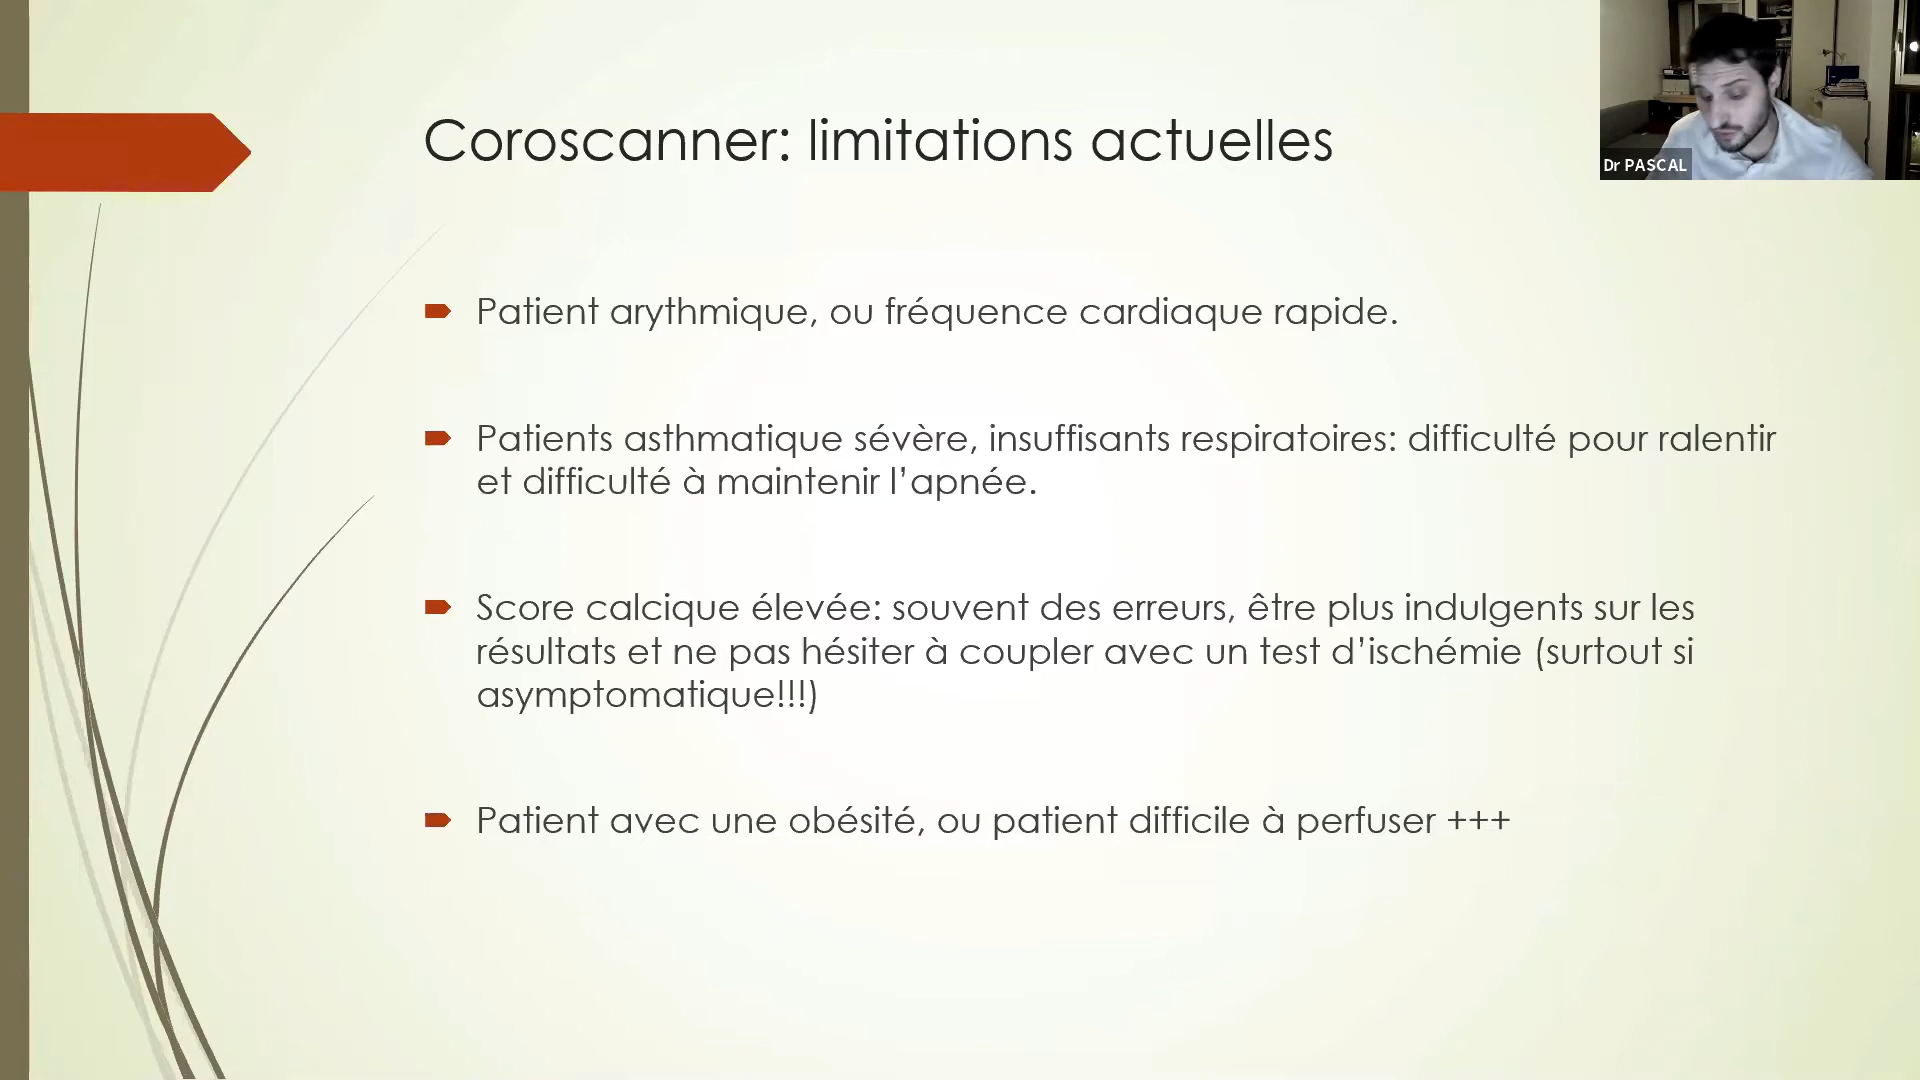 Coroscanner: limitations actuelles
Dr PASCAL
Patient arythmique, ou fréquence cardiaque rapide.
Patients asthmatique sévère, insuffisants respiratoires: difficulté pour ralentir
et difficulté à maintenir l’apnée.
Score calcique élevée: souvent des erreurs, être plus indulgents sur les
résultats et ne pas hésiter à coupler avec un test d’ischémie (surtout si
asymptomatique!!!)
Patient avec une obésité, ou patient difficile à perfuser +++